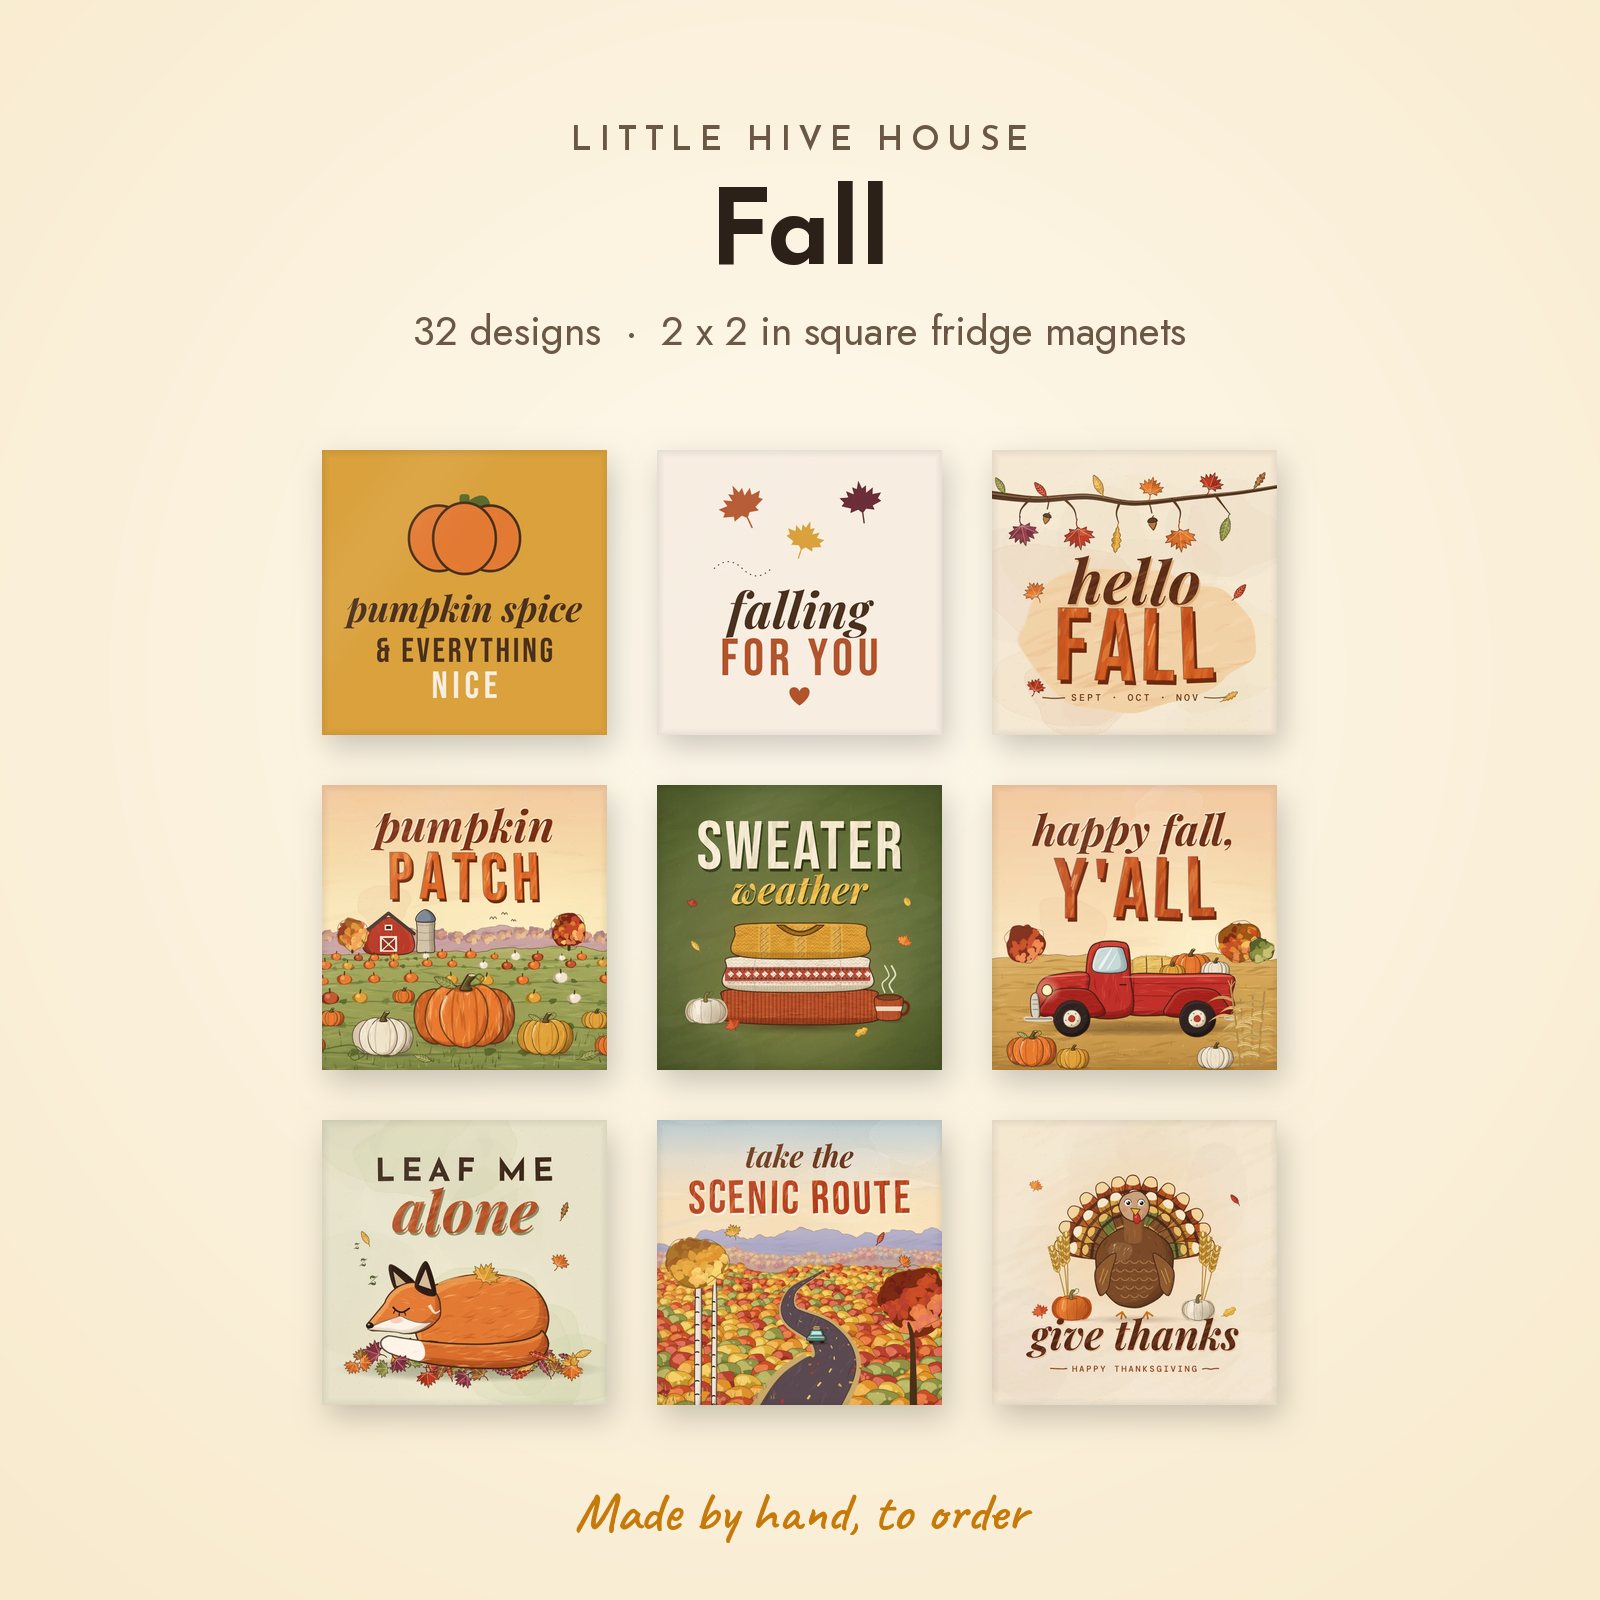 LITTLE HIVE HOUSE
Fall
32 designs · 2 x 2 in square fridge magnets
pumpkin spice
& EVERYTHING
NICE
falling
FOR YOU
hello
FALL
SEPT · OCT · NOV
pumpkin
PATCH
SWEATER
weather
happy fall,
Y'ALL
LEAF ME
alone
z
z
z
take the
SCENIC ROUTE
give thanks
HAPPY THANKSGIVING
Made by hand, to order